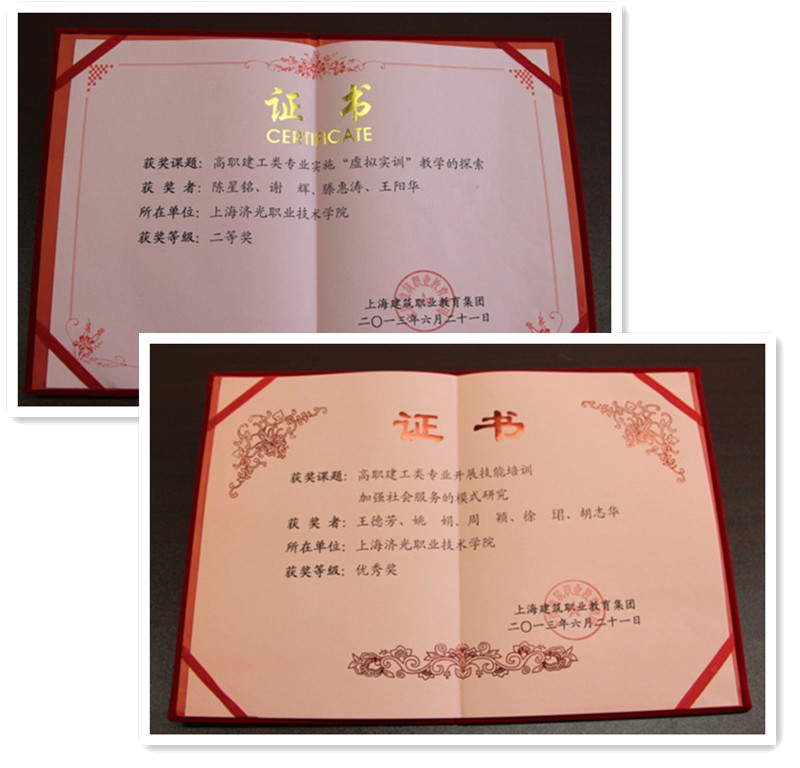 证 书
CERTIFICATE
获奖课题：高职建工类专业实施“虚拟实训”教学的探索
获 奖 者：陈星铭、谢 辉、滕惠涛、王阳华
所在单位：上海济光职业技术学院
获奖等级：二等奖
上海建筑职业教育集团
二〇一三年六月二十一日
证 书
获奖课题：高职建工类专业开展技能培训
加强社会服务的模式研究
获 奖 者：王德芳、姚 娟、周 颖、徐 珺、胡志华
所在单位：上海济光职业技术学院
获奖等级：优秀奖
上海建筑职业教育集团
二〇一三年六月二十一日